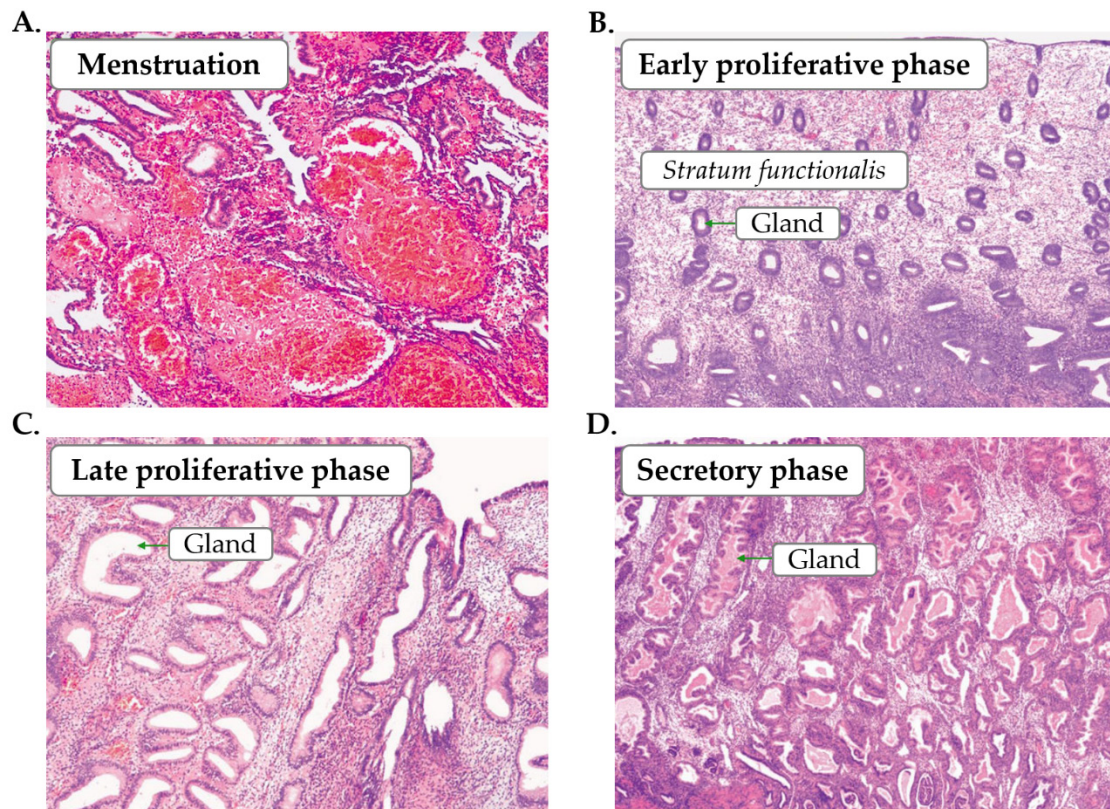 A.
Menstruation
B.
Early proliferative phase
Stratum functionalis
Gland
C.
Late proliferative phase
Gland
D.
Secretory phase
Gland